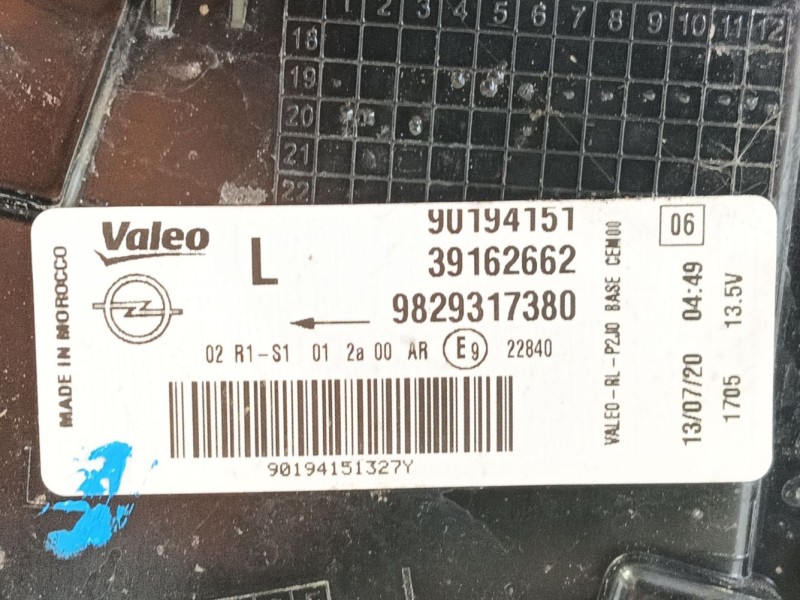 1 2 3 4 5 6 7 8 9 10 11 12
18
19
20
21
22
MADE IN MOROCCO
Valeo
L
90194151
39162662
9829317380
02 R1-S1 01 2a 00 AR E9 22840
90194151327Y
06
VALEO-RL-P2JO BASE CEM00
13/07/20 04:49
1705 13.5V